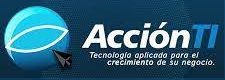 AcciónTI
Tecnología aplicada para el
crecimiento de su negocio.